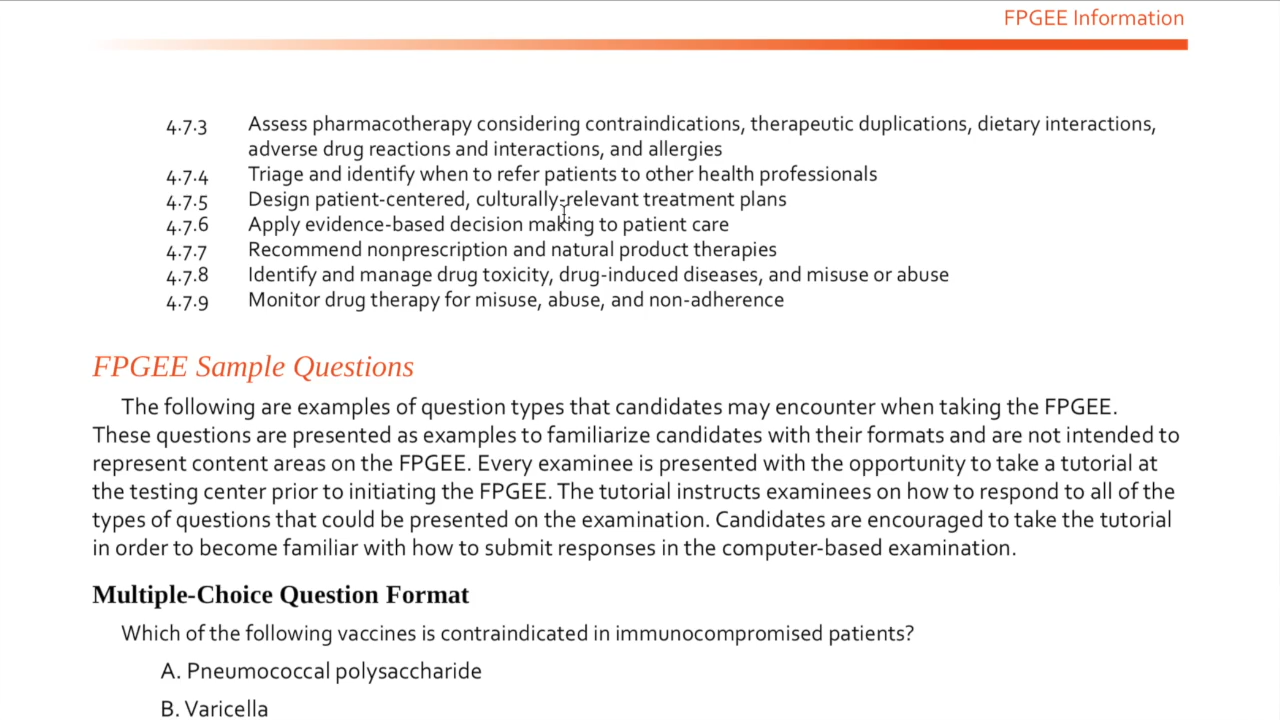 FPGEE Information
4.7.3 Assess pharmacotherapy considering contraindications, therapeutic duplications, dietary interactions,
adverse drug reactions and interactions, and allergies
4.7.4 Triage and identify when to refer patients to other health professionals
4.7.5 Design patient-centered, culturally-relevant treatment plans
4.7.6 Apply evidence-based decision making to patient care
4.7.7 Recommend nonprescription and natural product therapies
4.7.8 Identify and manage drug toxicity, drug-induced diseases, and misuse or abuse
4.7.9 Monitor drug therapy for misuse, abuse, and non-adherence
FPGEE Sample Questions
The following are examples of question types that candidates may encounter when taking the FPGEE.
These questions are presented as examples to familiarize candidates with their formats and are not intended to
represent content areas on the FPGEE. Every examinee is presented with the opportunity to take a tutorial at
the testing center prior to initiating the FPGEE. The tutorial instructs examinees on how to respond to all of the
types of questions that could be presented on the examination. Candidates are encouraged to take the tutorial
in order to become familiar with how to submit responses in the computer-based examination.
Multiple-Choice Question Format
Which of the following vaccines is contraindicated in immunocompromised patients?
A. Pneumococcal polysaccharide
B. Varicella